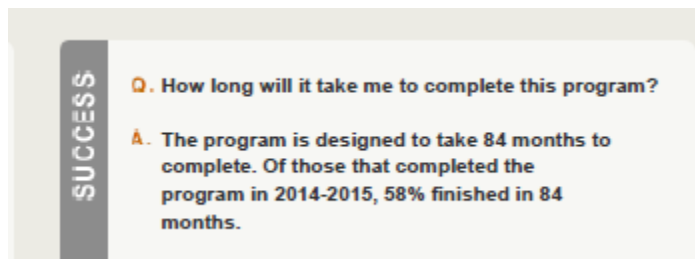 SUCCESS
Q. How long will it take me to complete this program?
A. The program is designed to take 84 months to
complete. Of those that completed the
program in 2014-2015, 58% finished in 84
months.